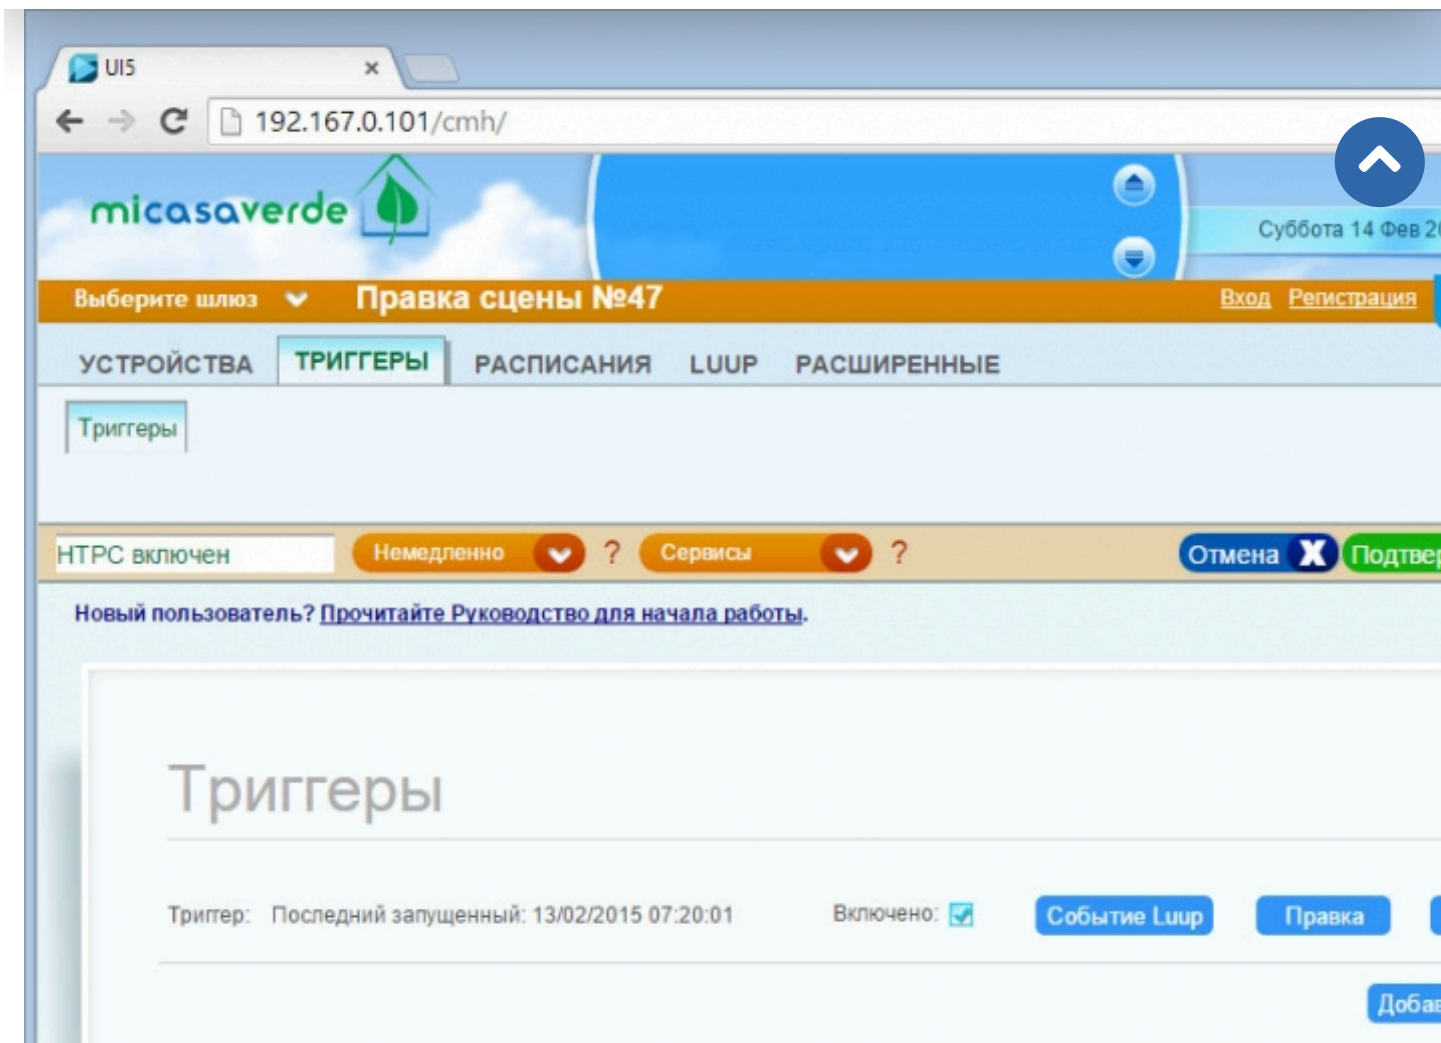 UI5
192.167.0.101/cmh/
micasaverde
Суббота 14 Фев
Выберите шлюз Правка сцены №47 Вход Регистрация
УСТРОЙСТВА ТРИГГЕРЫ РАСПИСАНИЯ LUUP РАСШИРЕННЫЕ
Триггеры
HTPC включен Немедленно ? Сервисы ? Отмена X Подтвер
Новый пользователь? Прочитайте Руководство для начала работы.
Триггеры
Триггер: Последний запущенный: 13/02/2015 07:20:01 Включено: Событие Luup Правка
Добав